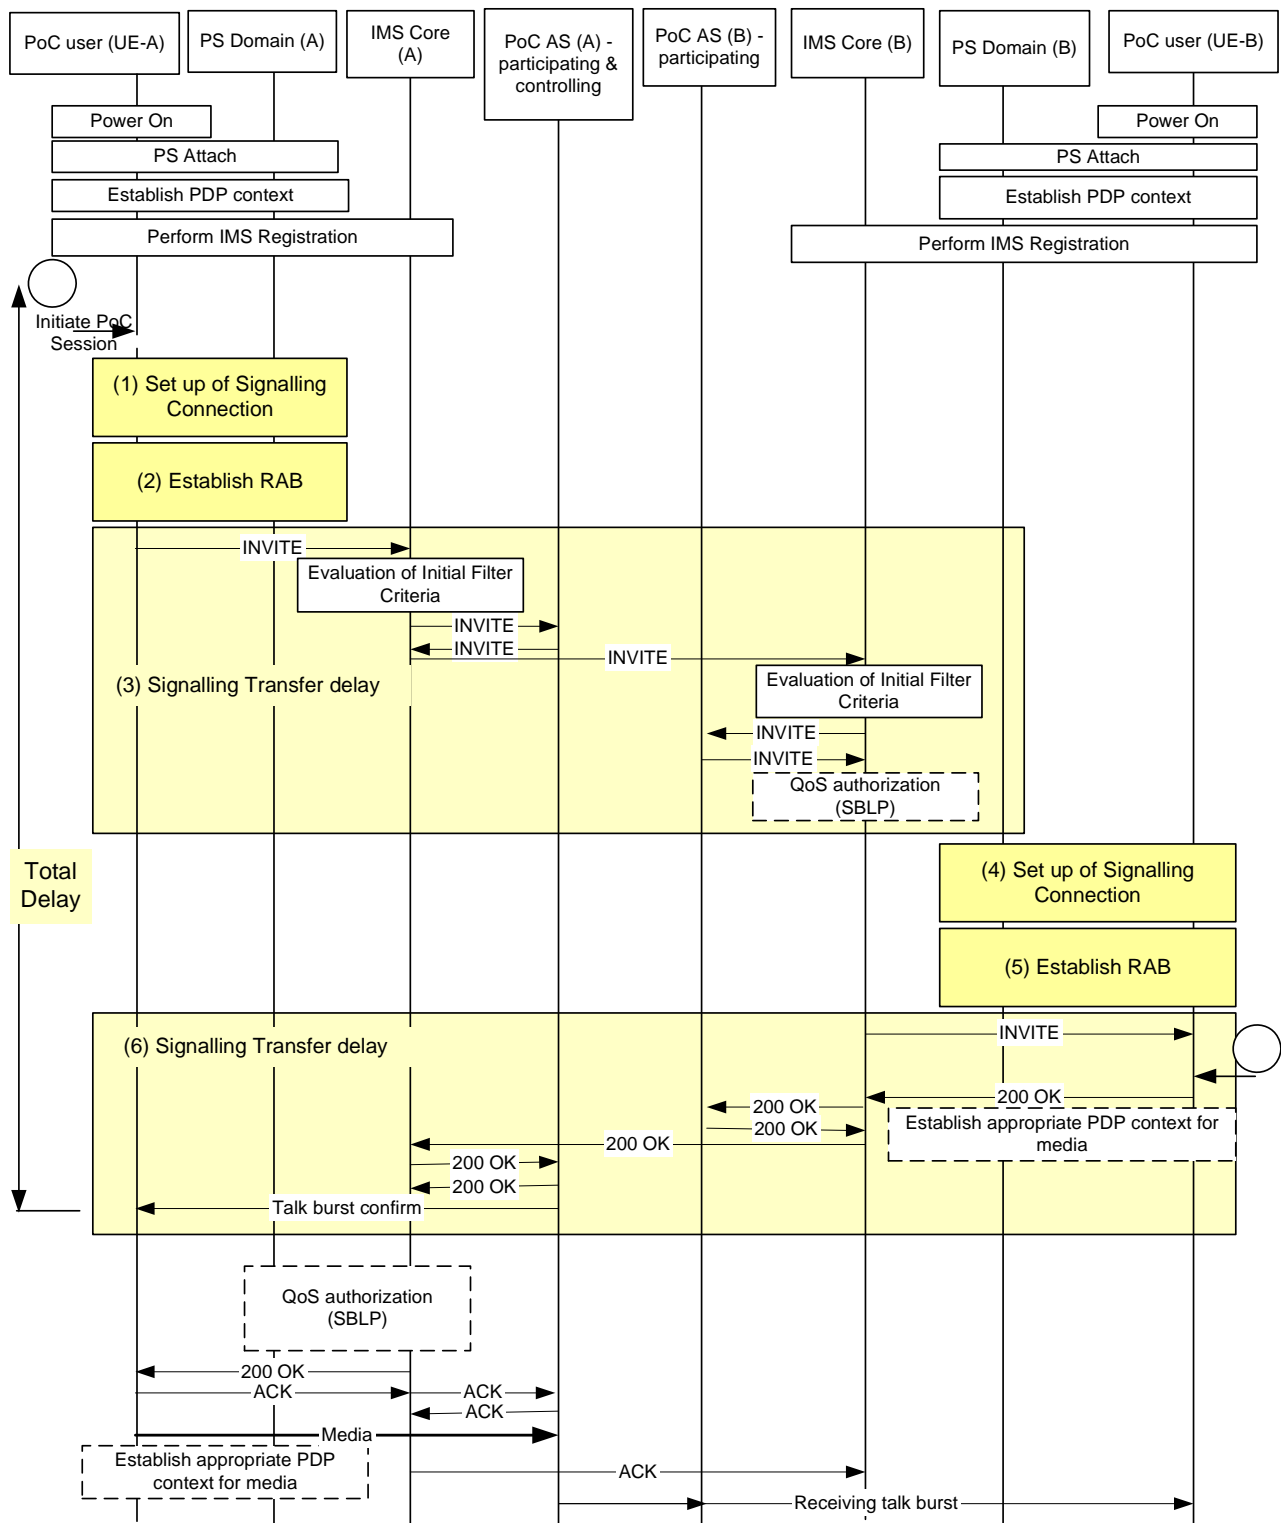 PoC user (UE-A)
PS Domain (A)
IMS Core
(A)
PoC AS (A) -
participating &
controlling
PoC AS (B) -
participating
IMS Core (B)
PS Domain (B)
PoC user (UE-B)
Power On
Power On
PS Attach
PS Attach
Establish PDP context
Establish PDP context
Perform IMS Registration
Perform IMS Registration
Initiate PoC
Session
(1) Set up of Signalling
Connection
(2) Establish RAB
INVITE
Evaluation of Initial Filter
Criteria
INVITE
INVITE
INVITE
(3) Signalling Transfer delay
Evaluation of Initial Filter
Criteria
INVITE
INVITE
QoS authorization
(SBLP)
Total
Delay
(4) Set up of Signalling
Connection
(5) Establish RAB
(6) Signalling Transfer delay
INVITE
200 OK
200 OK
200 OK
200 OK
Establish appropriate PDP context for
media
200 OK
200 OK
Talk burst confirm
QoS authorization
(SBLP)
200 OK
ACK
ACK
ACK
Media
Establish appropriate PDP
context for media
ACK
Receiving talk burst